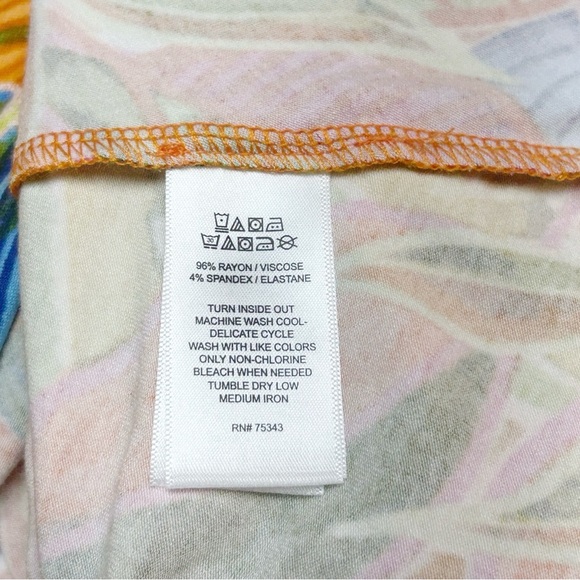 96% RAYON / VISCOSE
4% SPANDEX / ELASTANE
TURN INSIDE OUT
MACHINE WASH COOL-
DELICATE CYCLE
WASH WITH LIKE COLORS
ONLY NON-CHLORINE
BLEACH WHEN NEEDED
TUMBLE DRY LOW
MEDIUM IRON
RN# 75343